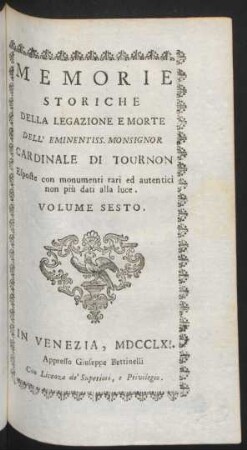 MEMORIE
STORICHE
DELLA LEGAZIONE E MORTE
DELL' EMINENTISS. MONSIGNOR
CARDINALE DI TOURNON
Esposte con monumenti rari ed autentici
non più dati alla luce.
VOLUME SESTO.
IN VENEZIA, MDCCLXI.
Appresso Giuseppe Bettinelli
Con Licenza de' Superiori, e Privilegio.